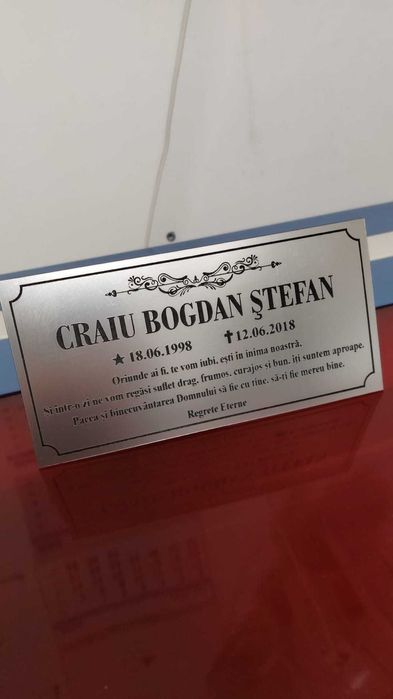 CRAIU BOGDAN ŞTEFAN
★ 18.06.1998 ✝12.06.2018
Oriunde ai fi, te vom iubi, eşti în inima noastră.
Şi într-o zi ne vom regăsi suflet drag, frumos, curajos şi bun, îţi suntem aproape.
Pacea şi binecuvântarea Domnului să fie cu tine, să-ţi fie mereu bine.
Regrete Eterne